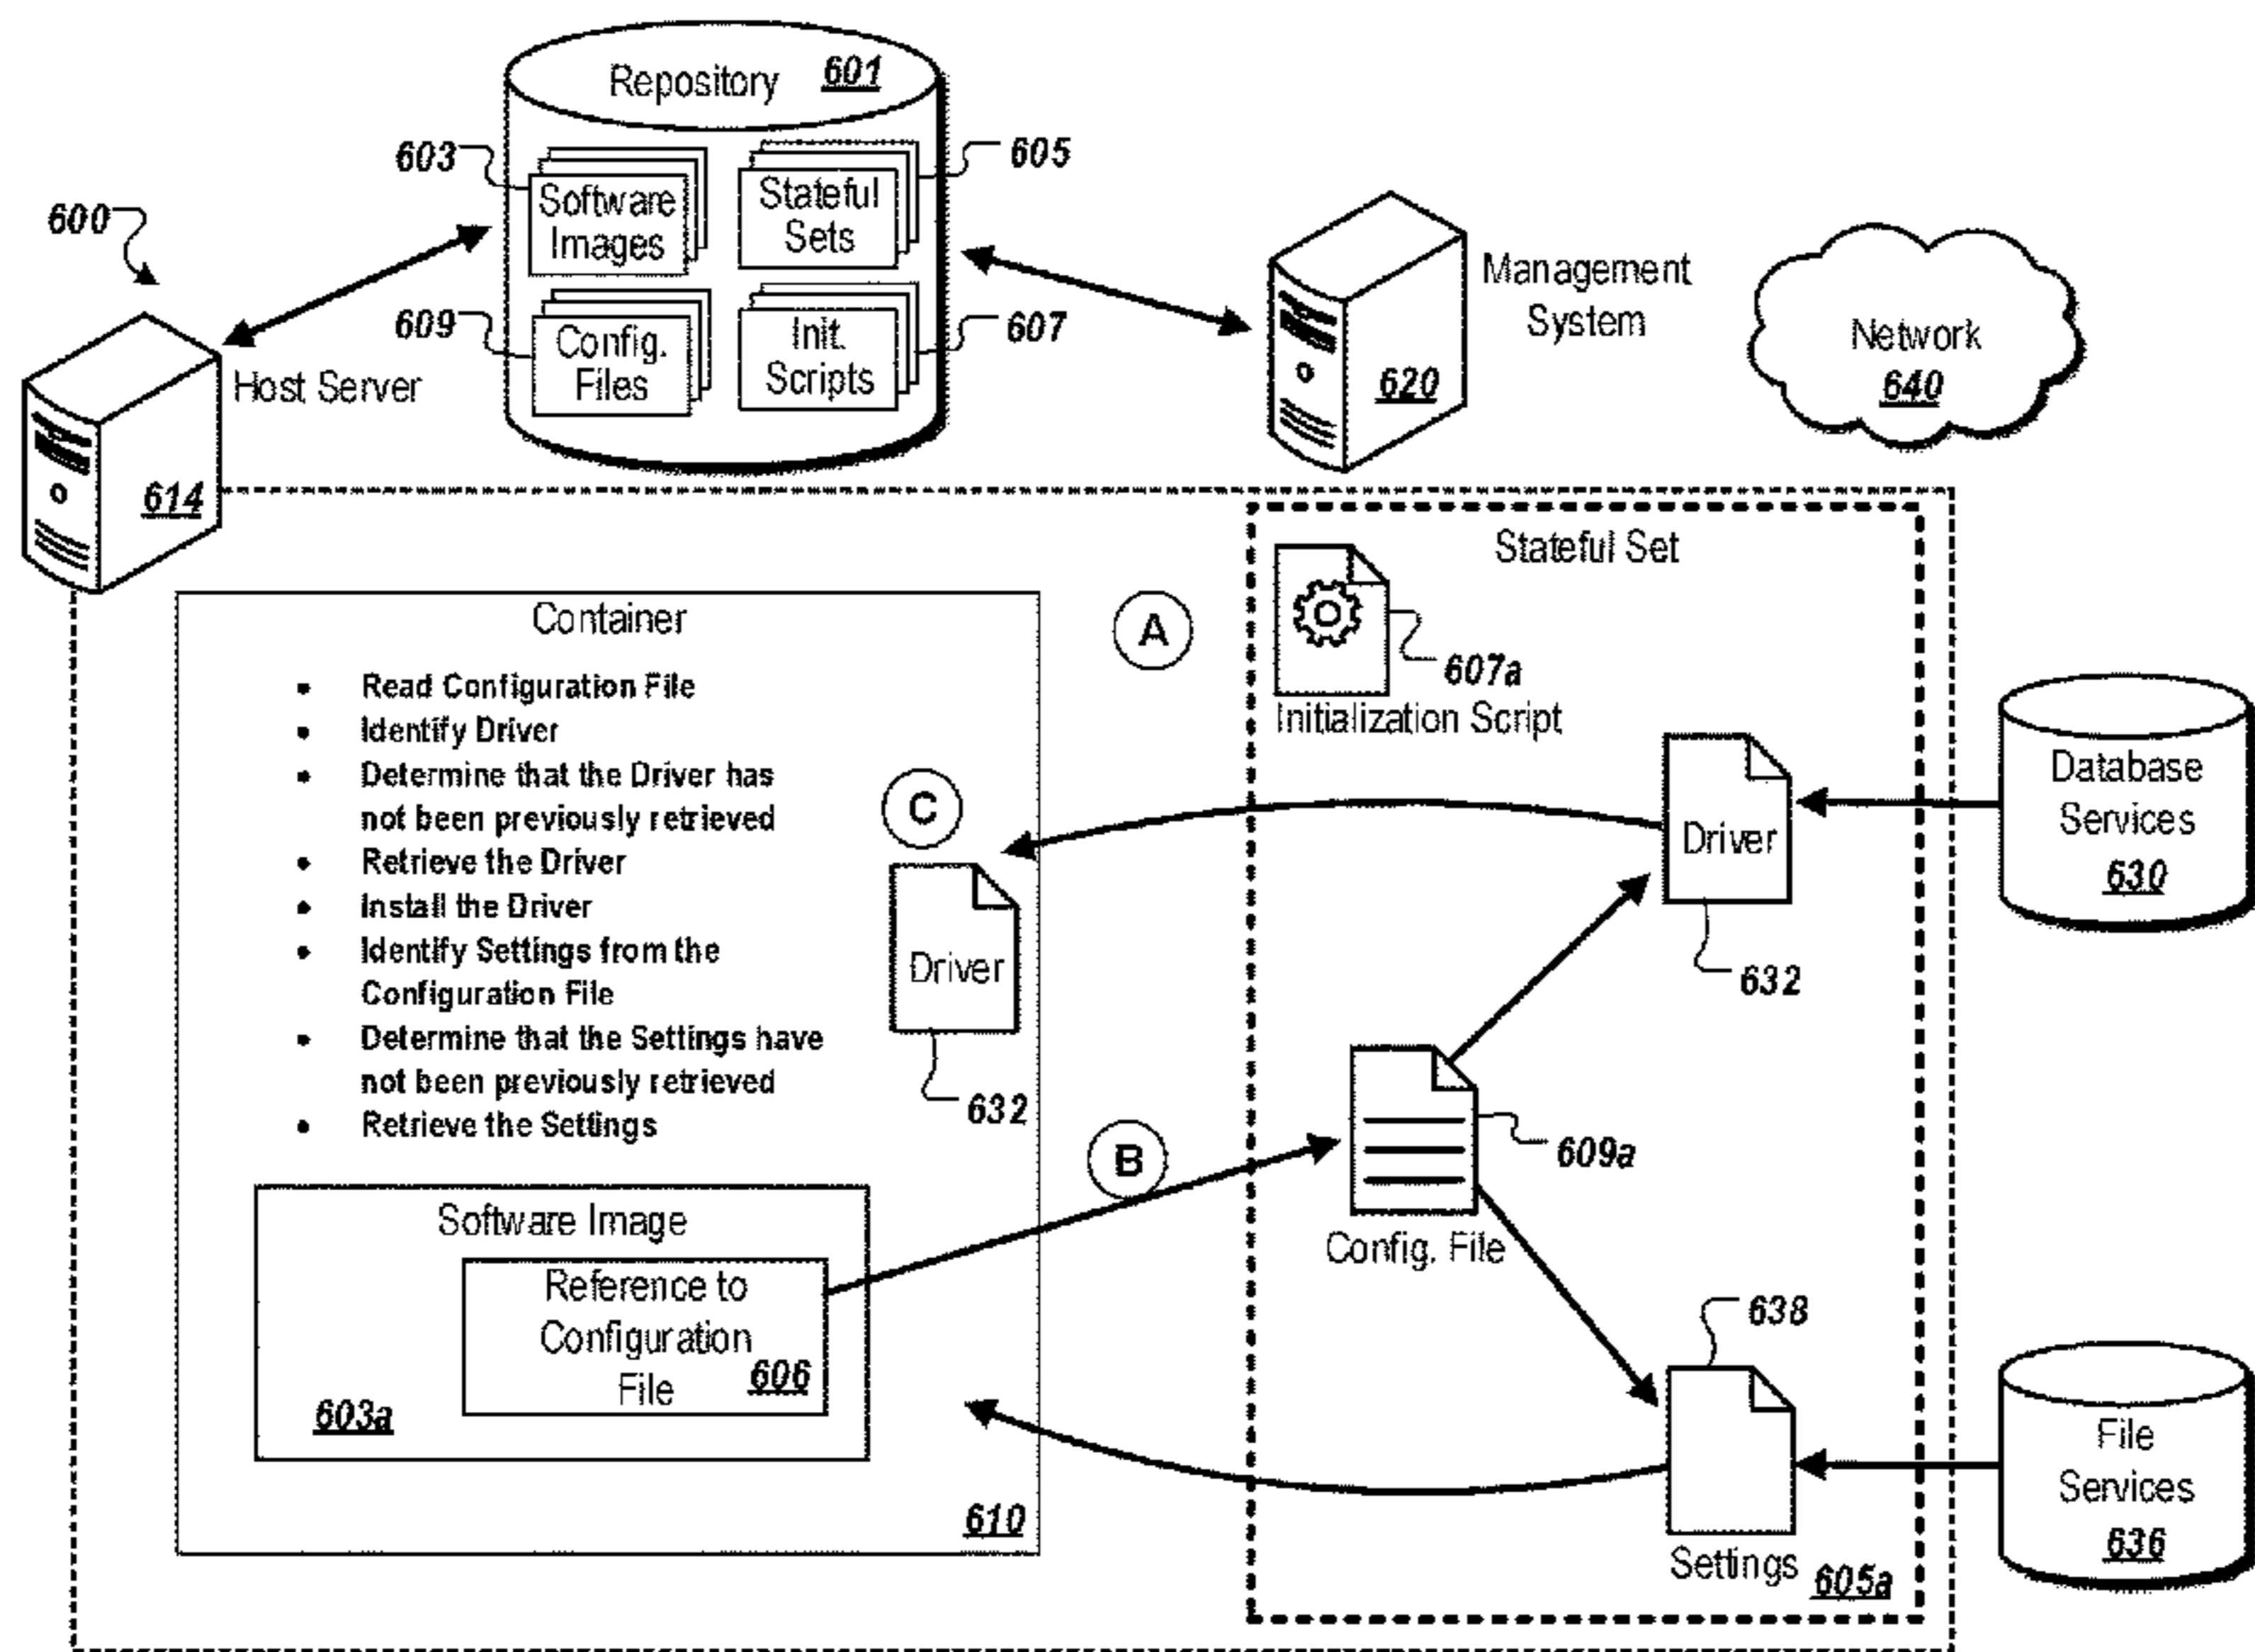 Repository 601
603
Software
Images
605
Stateful
Sets
609
Config.
Files
607
Init.
Scripts
600
Host Server
614
Management
System
620
Network
640
Container
• Read Configuration File
• Identify Driver
• Determine that the Driver has
not been previously retrieved
• Retrieve the Driver
• Install the Driver
• Identify Settings from the
Configuration File
• Determine that the Settings have
not been previously retrieved
• Retrieve the Settings
Software Image
Reference to
Configuration
File 606
603a
610
A
B
C
Driver
632
Stateful Set
607a
Initialization Script
Driver
632
609a
Config. File
638
Settings
605a
Database
Services
630
File
Services
636